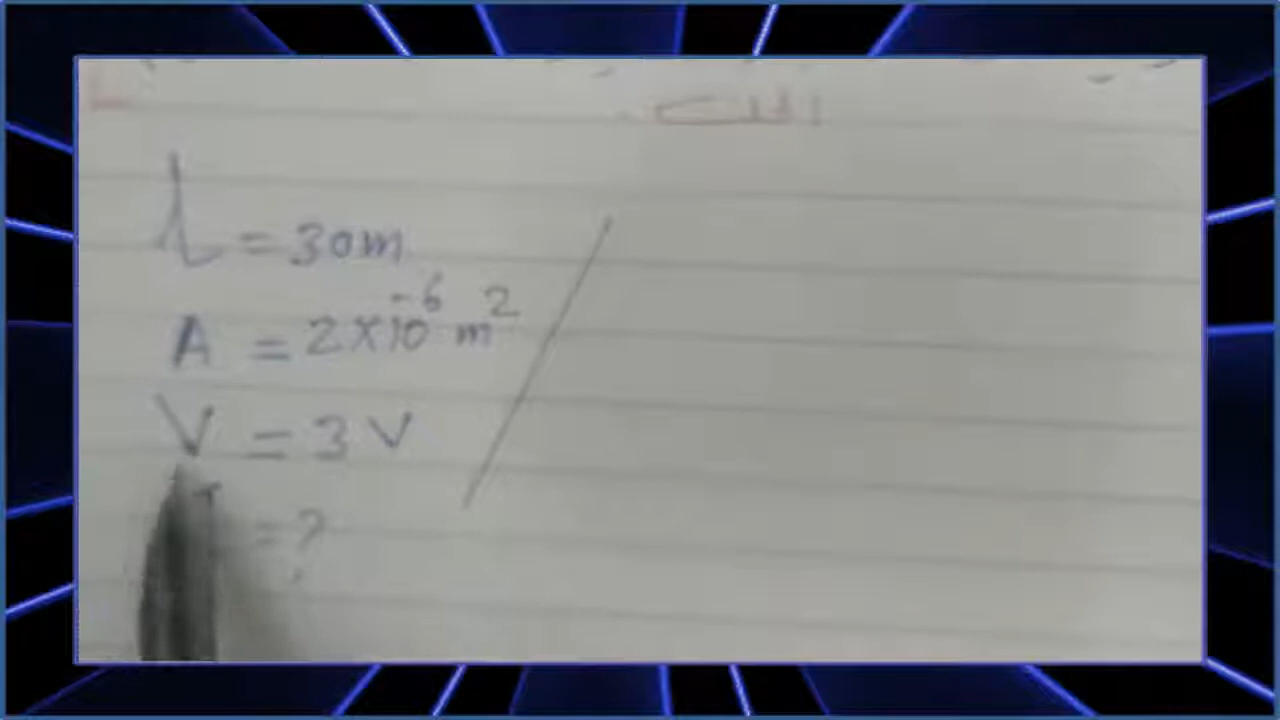 l = 30m
A = 2×10⁻⁶ m²
V = 3 V
I = ?